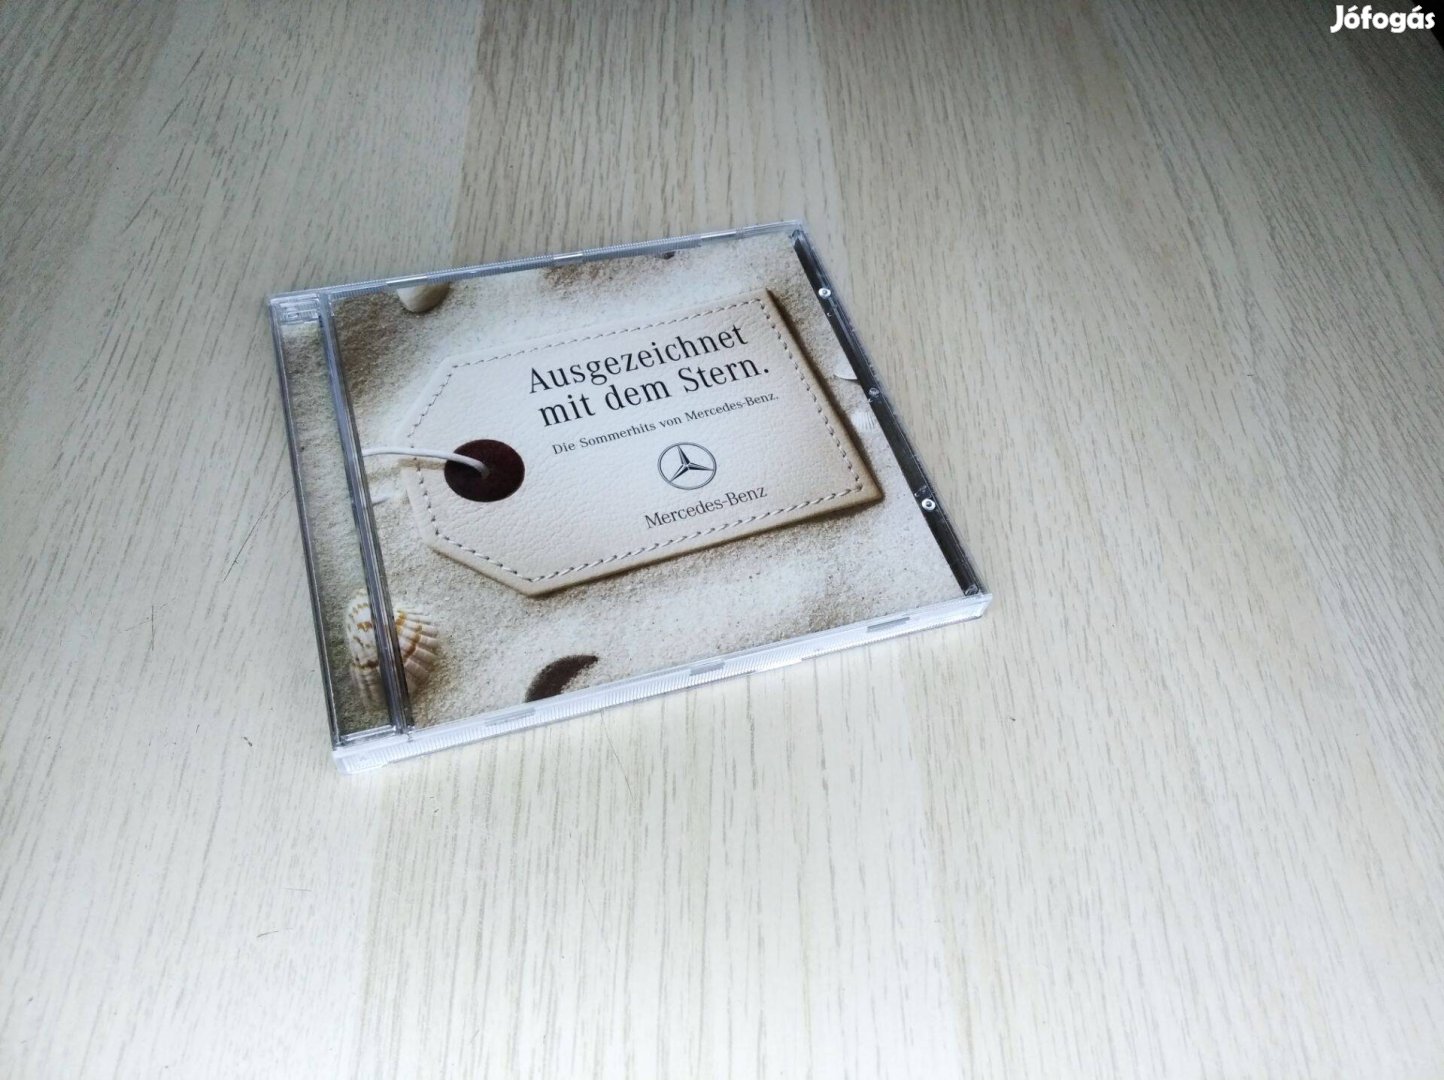 Jófogás
Ausgezeichnet
mit dem Stern.
Die Sommerhits von Mercedes-Benz.
Mercedes-Benz